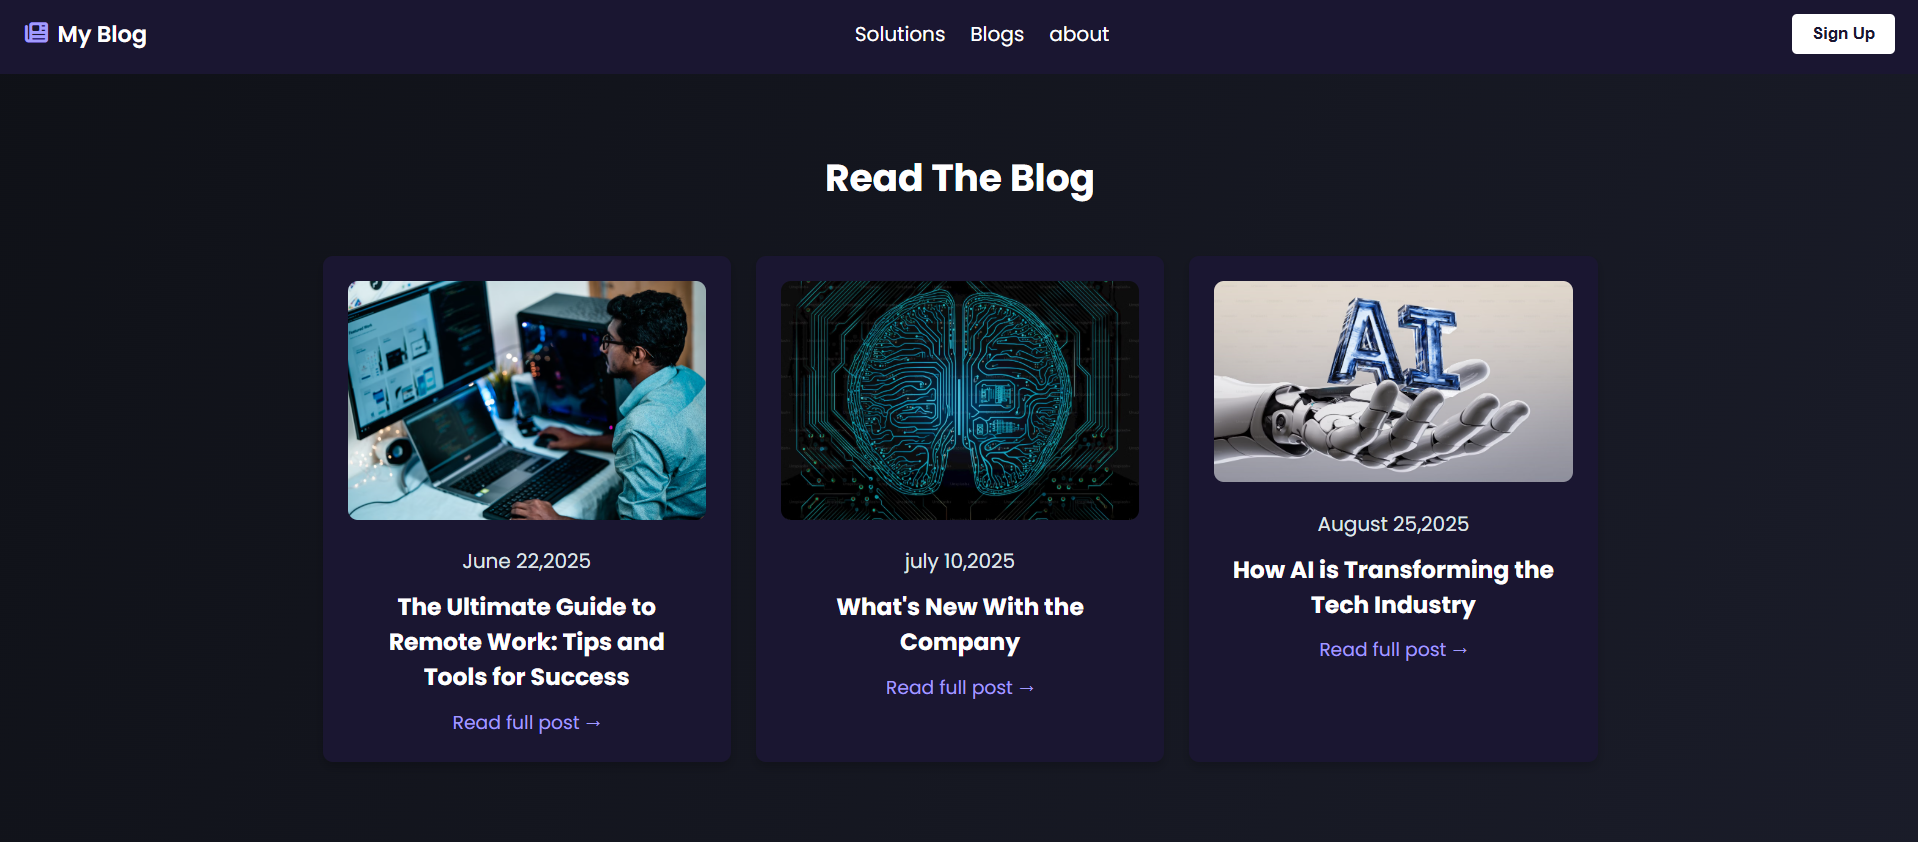 My Blog
Solutions
Blogs
about
Sign Up
Read The Blog
June 22,2025
The Ultimate Guide to
Remote Work: Tips and
Tools for Success
Read full post →
july 10,2025
What's New With the
Company
Read full post →
AI
August 25,2025
How AI is Transforming the
Tech Industry
Read full post →